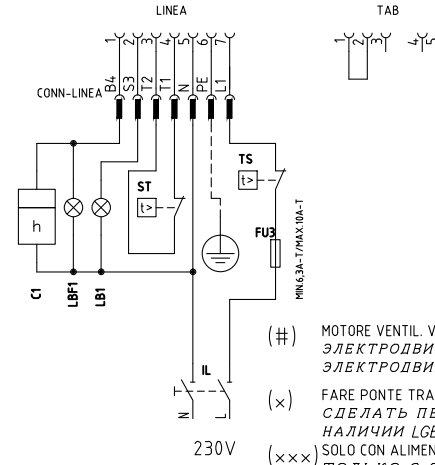 LINEA
TAB
1 2 3 4 5 6 7
1 2 3 4 5
CONN-LINEA
B4 S3 T2 T1 N PE L1
TS
t>
ST
t>
h
FU3
MIN.6,3A-T/MAX.10A-T
C1
LBF1
LB1
IL
N L
230V
(#) MOTORE VENTIL. V
ЭЛЕКТРОДВИ
ЭЛЕКТРОДВИ
(x) FARE PONTE TRA
СДЕЛАТЬ ПЕ
НАЛИЧИИ LGB
(xxx) SOLO CON ALIMEN